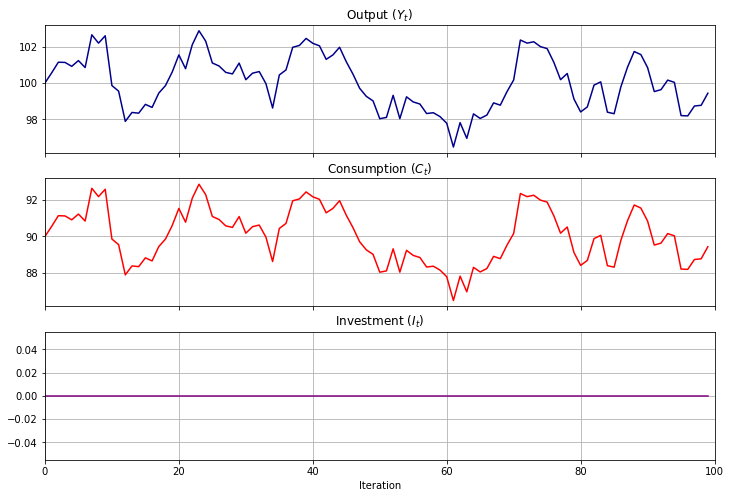 Output (Y_t)
102
100
98
Consumption (C_t)
92
90
88
Investment (I_t)
0.04
0.02
0.00
−0.02
−0.04
0 20 40 60 80 100
Iteration